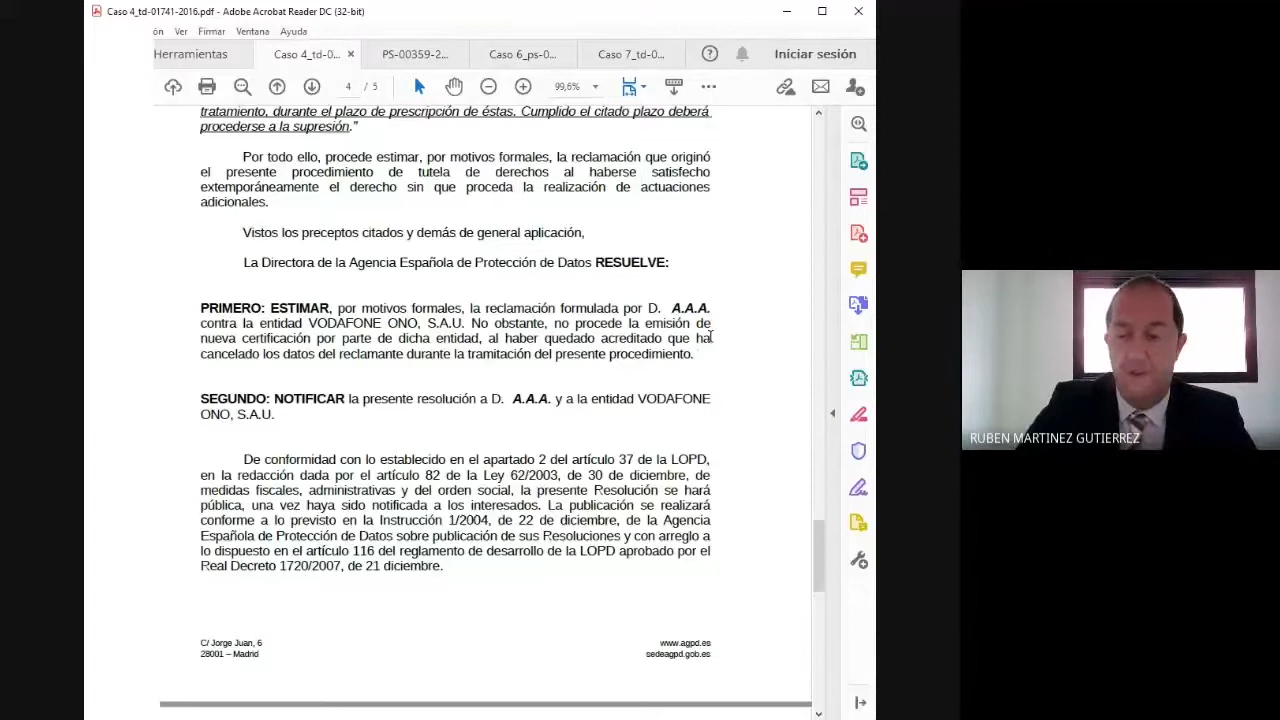 Caso 4_td-01741-2016.pdf - Adobe Acrobat Reader DC (32-bit)
ón Ver Firmar Ventana Ayuda
Herramientas Caso 4_td-0... × PS-00359-2... Caso 6_ps-0... Caso 7_td-0... Iniciar sesión
4 / 5 99,6%
tratamiento, durante el plazo de prescripción de éstas. Cumplido el citado plazo deberá
procederse a la supresión."
Por todo ello, procede estimar, por motivos formales, la reclamación que originó
el presente procedimiento de tutela de derechos al haberse satisfecho
extemporáneamente el derecho sin que proceda la realización de actuaciones
adicionales.
Vistos los preceptos citados y demás de general aplicación,
La Directora de la Agencia Española de Protección de Datos RESUELVE:
PRIMERO: ESTIMAR, por motivos formales, la reclamación formulada por D. A.A.A.
contra la entidad VODAFONE ONO, S.A.U. No obstante, no procede la emisión de
nueva certificación por parte de dicha entidad, al haber quedado acreditado que ha
cancelado los datos del reclamante durante la tramitación del presente procedimiento.
SEGUNDO: NOTIFICAR la presente resolución a D. A.A.A. y a la entidad VODAFONE
ONO, S.A.U.
De conformidad con lo establecido en el apartado 2 del artículo 37 de la LOPD,
en la redacción dada por el artículo 82 de la Ley 62/2003, de 30 de diciembre, de
medidas fiscales, administrativas y del orden social, la presente Resolución se hará
pública, una vez haya sido notificada a los interesados. La publicación se realizará
conforme a lo previsto en la Instrucción 1/2004, de 22 de diciembre, de la Agencia
Española de Protección de Datos sobre publicación de sus Resoluciones y con arreglo a
lo dispuesto en el artículo 116 del reglamento de desarrollo de la LOPD aprobado por el
Real Decreto 1720/2007, de 21 diciembre.
C/ Jorge Juan, 6 www.agpd.es
28001 – Madrid sedeagpd.gob.es
RUBEN MARTINEZ GUTIERREZ